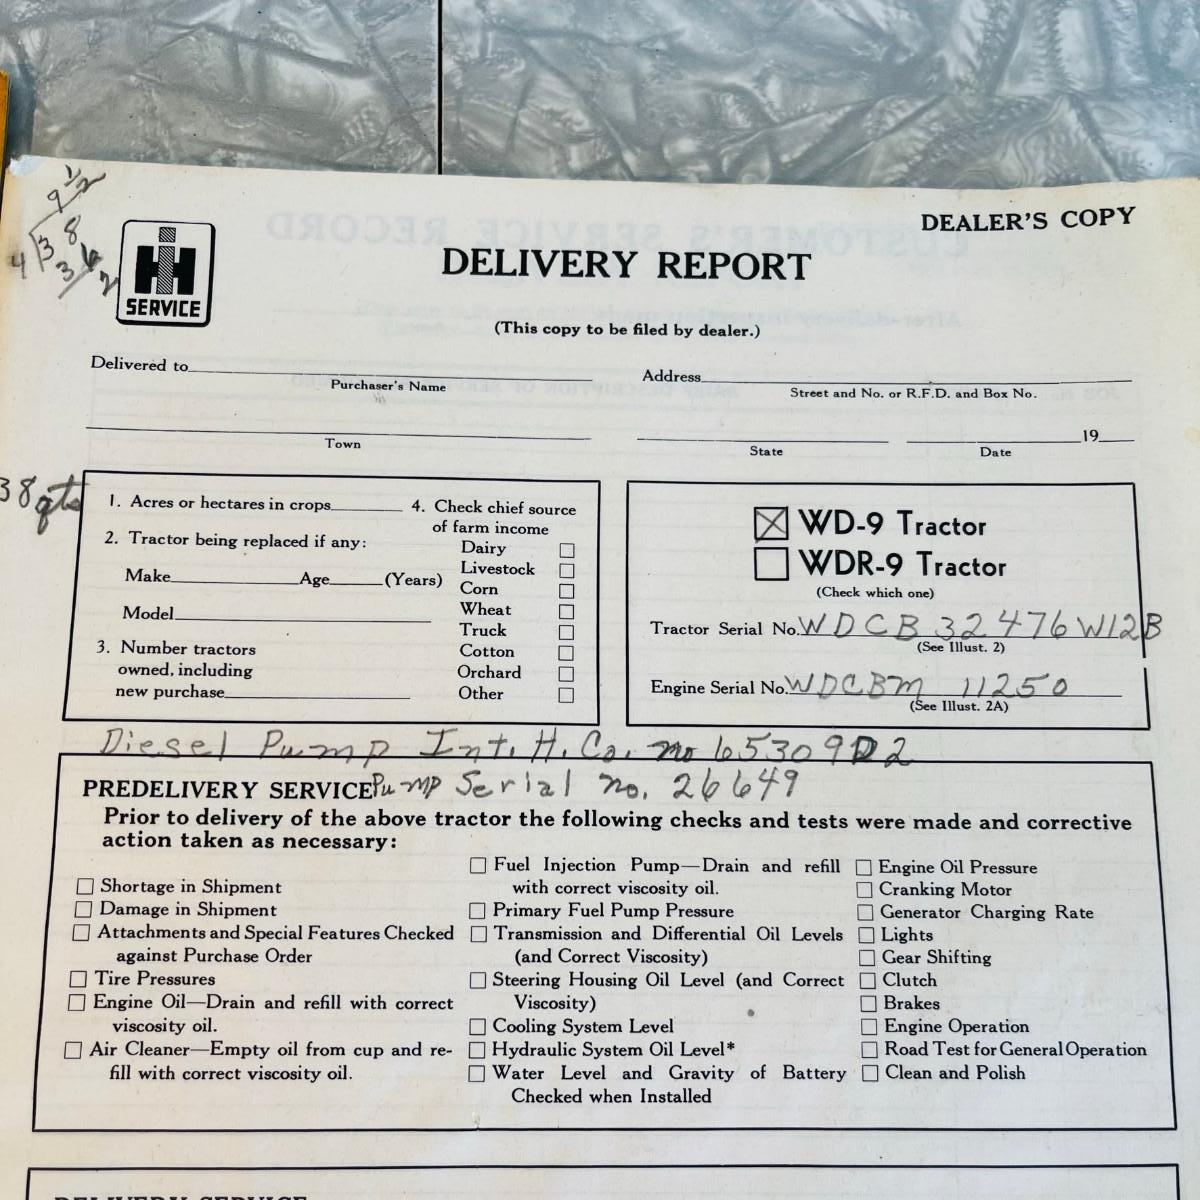 9 1/2
4 38
36
2
IH
SERVICE
DEALER'S COPY
DELIVERY REPORT
(This copy to be filed by dealer.)
Delivered to
Purchaser's Name
Address
Street and No. or R.F.D. and Box No.
Town
State
Date
19
38 qts
1. Acres or hectares in crops
2. Tractor being replaced if any:
Make Age (Years)
Model
3. Number tractors
owned, including
new purchase
4. Check chief source
of farm income
Dairy
Livestock
Corn
Wheat
Truck
Cotton
Orchard
Other
WD-9 Tractor
WDR-9 Tractor
(Check which one)
Tractor Serial No. WDCB 32476 W12B
(See Illust. 2)
Engine Serial No. WDCBM 11250
(See Illust. 2A)
Diesel Pump Int. H. Co. no 65309D2
PREDELIVERY SERVICE Pump Serial no. 26649
Prior to delivery of the above tractor the following checks and tests were made and corrective
action taken as necessary:
Shortage in Shipment
Damage in Shipment
Attachments and Special Features Checked
against Purchase Order
Tire Pressures
Engine Oil—Drain and refill with correct
viscosity oil.
Air Cleaner—Empty oil from cup and re-
fill with correct viscosity oil.
Fuel Injection Pump—Drain and refill
with correct viscosity oil.
Primary Fuel Pump Pressure
Transmission and Differential Oil Levels
(and Correct Viscosity)
Steering Housing Oil Level (and Correct
Viscosity)
Cooling System Level
Hydraulic System Oil Level*
Water Level and Gravity of Battery
Checked when Installed
Engine Oil Pressure
Cranking Motor
Generator Charging Rate
Lights
Gear Shifting
Clutch
Brakes
Engine Operation
Road Test for General Operation
Clean and Polish
DELIVERY SERVICE